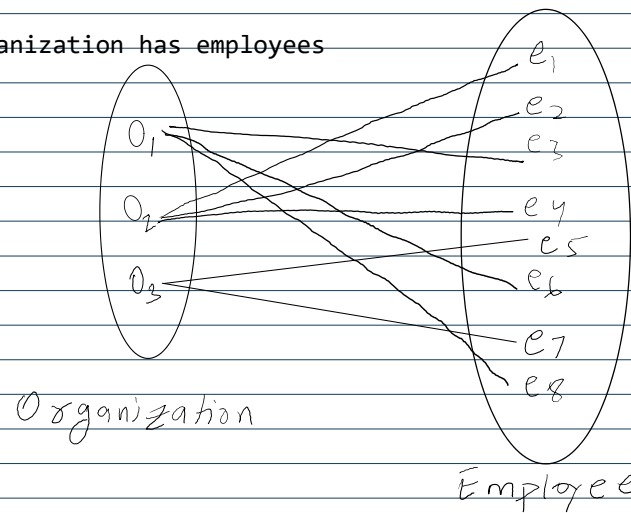 anization has employees
O1
O2
O3
e1
e2
e3
e4
e5
e6
e7
e8
Organization
Employee